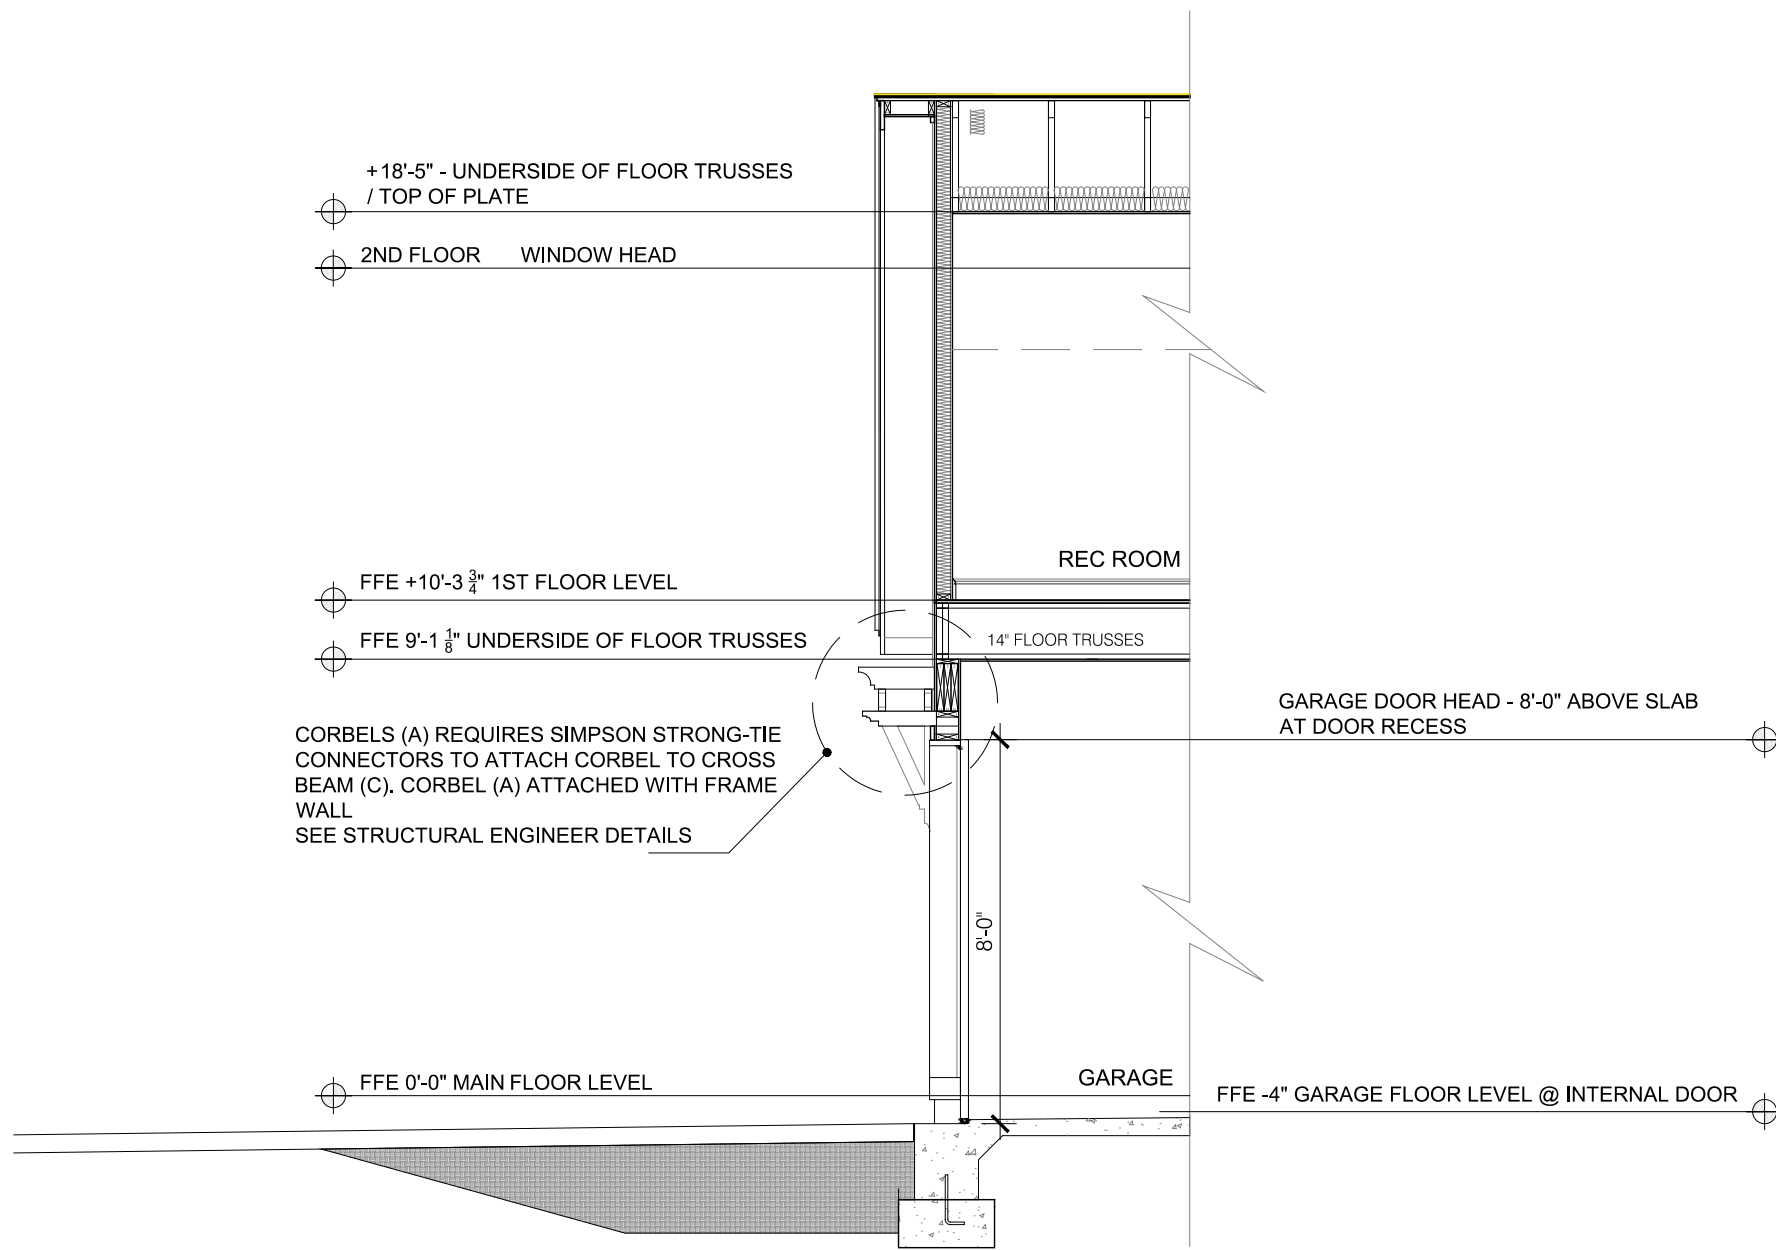 +18'-5" - UNDERSIDE OF FLOOR TRUSSES
/ TOP OF PLATE
2ND FLOOR WINDOW HEAD
REC ROOM
FFE +10'-3 3/4" 1ST FLOOR LEVEL
FFE 9'-1 1/8" UNDERSIDE OF FLOOR TRUSSES
14" FLOOR TRUSSES
GARAGE DOOR HEAD - 8'-0" ABOVE SLAB
AT DOOR RECESS
CORBELS (A) REQUIRES SIMPSON STRONG-TIE
CONNECTORS TO ATTACH CORBEL TO CROSS
BEAM (C). CORBEL (A) ATTACHED WITH FRAME
WALL
SEE STRUCTURAL ENGINEER DETAILS
8'-0"
FFE 0'-0" MAIN FLOOR LEVEL
GARAGE
FFE -4" GARAGE FLOOR LEVEL @ INTERNAL DOOR